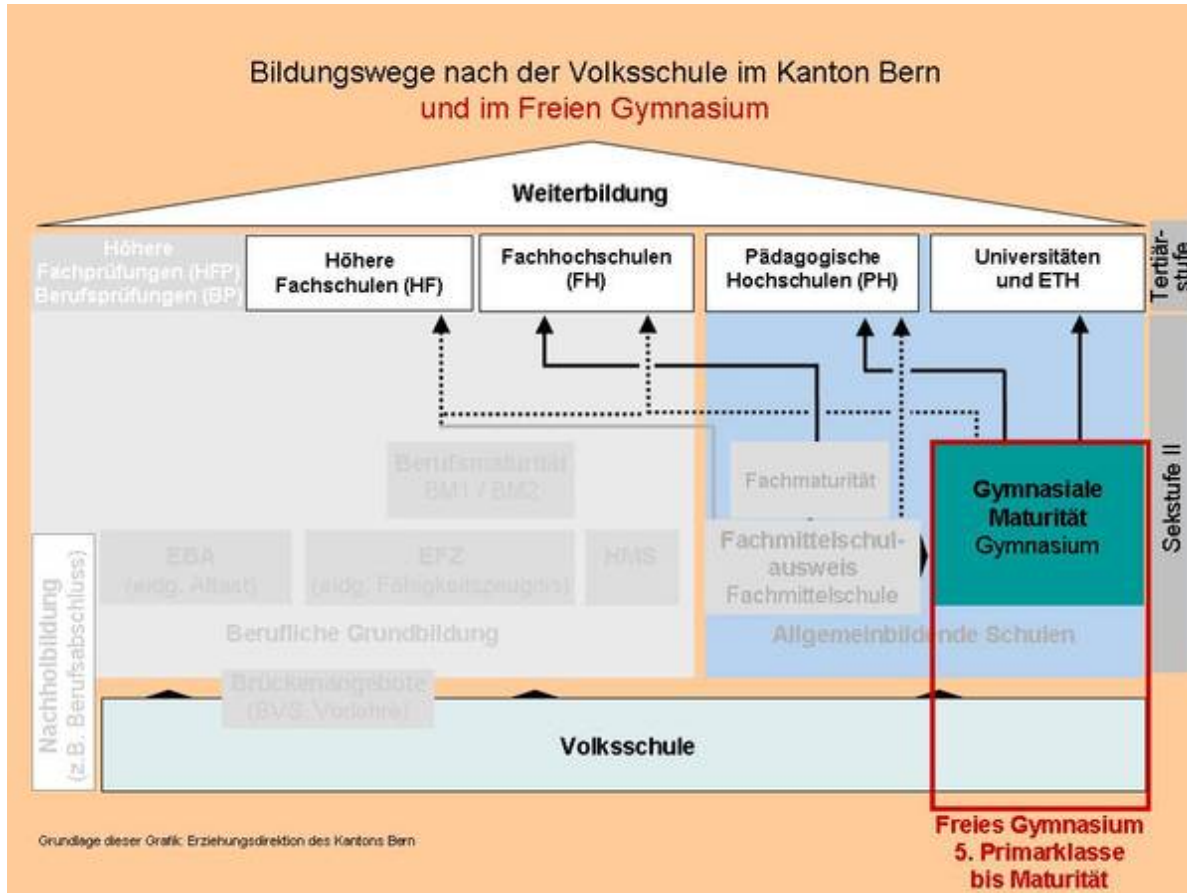 Bildungswege nach der Volksschule im Kanton Bern
und im Freien Gymnasium
Weiterbildung
Höhere
Fachprüfungen (HFP)
Berufsprüfungen (BP)
Höhere
Fachschulen (HF)
Fachhochschulen
(FH)
Pädagogische
Hochschulen (PH)
Universitäten
und ETH
Tertiär-
stufe
Berufsmaturität
BM1 / BM2
Fachmaturität
Gymnasiale
Maturität
Gymnasium
Sekstufe II
EBA
(eidg. Attest)
EFZ
(eidg. Fähigkeitszeugnis)
HMS
Fachmittelschul-
ausweis
Fachmittelschule
Berufliche Grundbildung
Allgemeinbildende Schulen
Nachholbildung
(z.B. Berufsabschluss)
Brückenangebote
(BVS, Vorlehre)
Volksschule
Grundlage dieser Grafik: Erziehungsdirektion des Kantons Bern
Freies Gymnasium
5. Primarklasse
bis Maturität